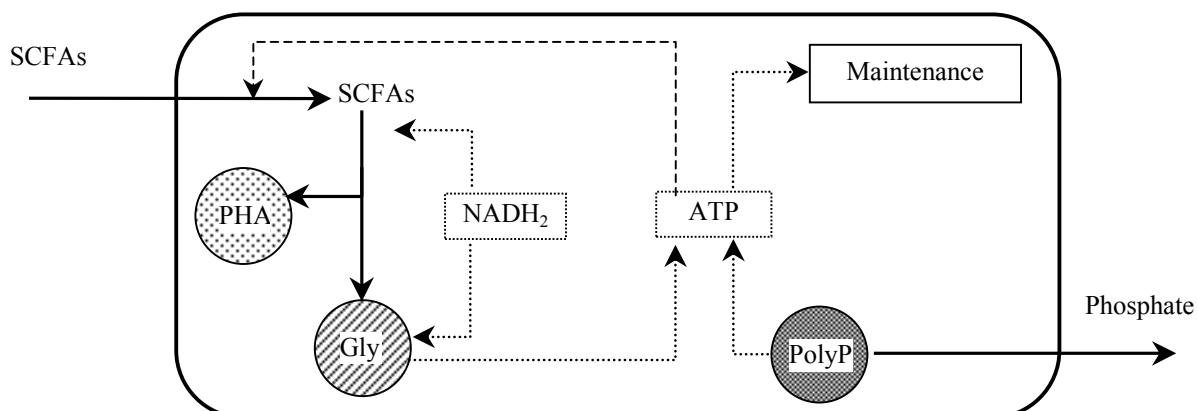 SCFAs
SCFAs
Maintenance
PHA
NADH₂
ATP
Gly
PolyP
Phosphate